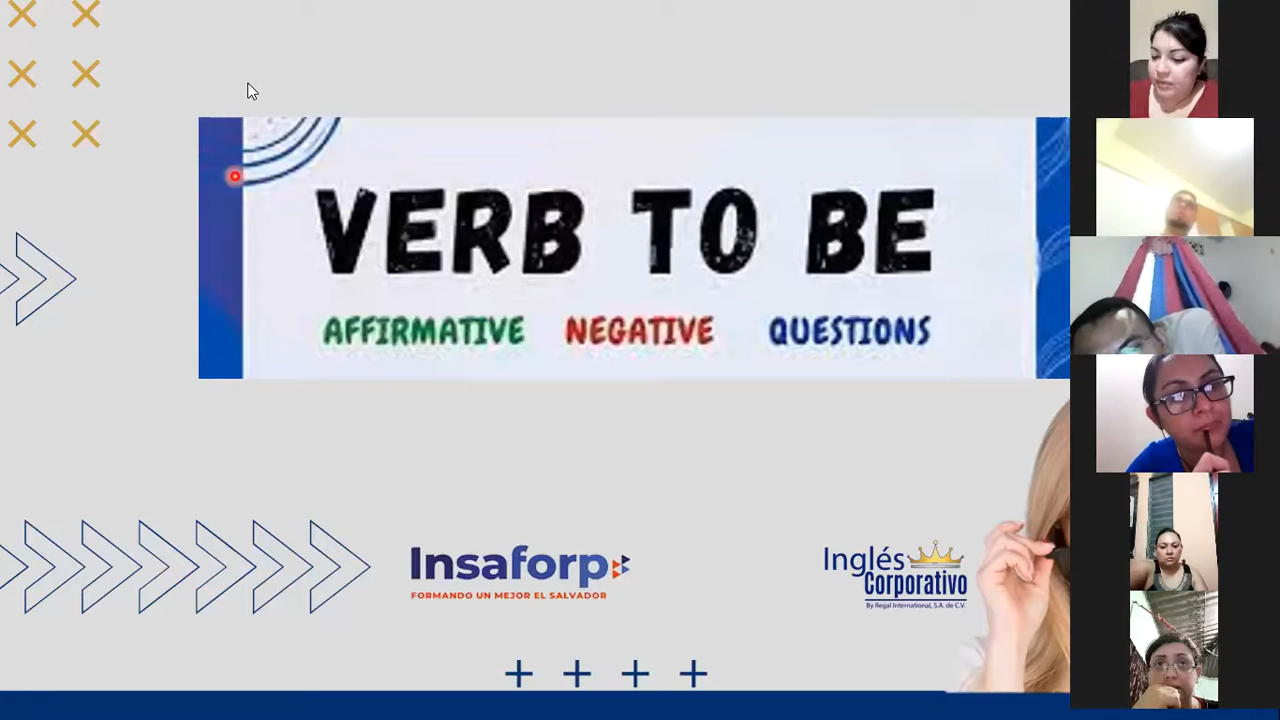 VERB TO BE
AFFIRMATIVE NEGATIVE QUESTIONS
Insaforp
FORMANDO UN MEJOR EL SALVADOR
Inglés
Corporativo
By Regal International, S.A. de C.V.